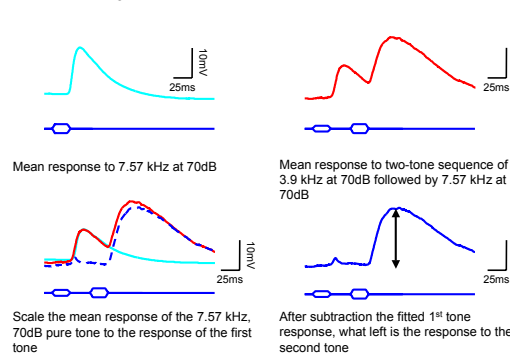 10mV
25ms
10mV
25ms
Mean response to 7.57 kHz at 70dB
Mean response to two-tone sequence of
3.9 kHz at 70dB followed by 7.57 kHz at
70dB
10mV
25ms
10mV
25ms
Scale the mean response of the 7.57 kHz,
70dB pure tone to the response of the first
tone
After subtraction the fitted 1st tone
response, what left is the response to the
second tone